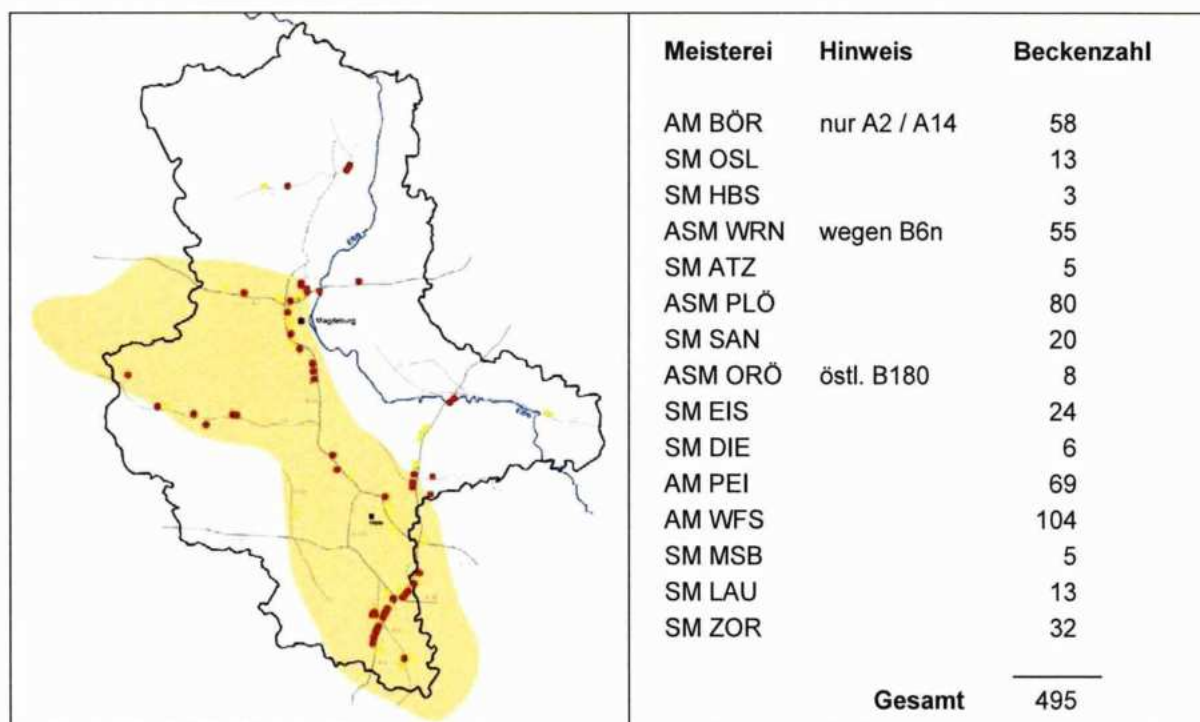 Magdeburg
Meisterei Hinweis Beckenzahl
AM BÖR nur A2 / A14 58
SM OSL 13
SM HBS 3
ASM WRN wegen B6n 55
SM ATZ 5
ASM PLÖ 80
SM SAN 20
ASM ORÖ östl. B180 8
SM EIS 24
SM DIE 6
AM PEI 69
AM WFS 104
SM MSB 5
SM LAU 13
SM ZOR 32
Gesamt 495